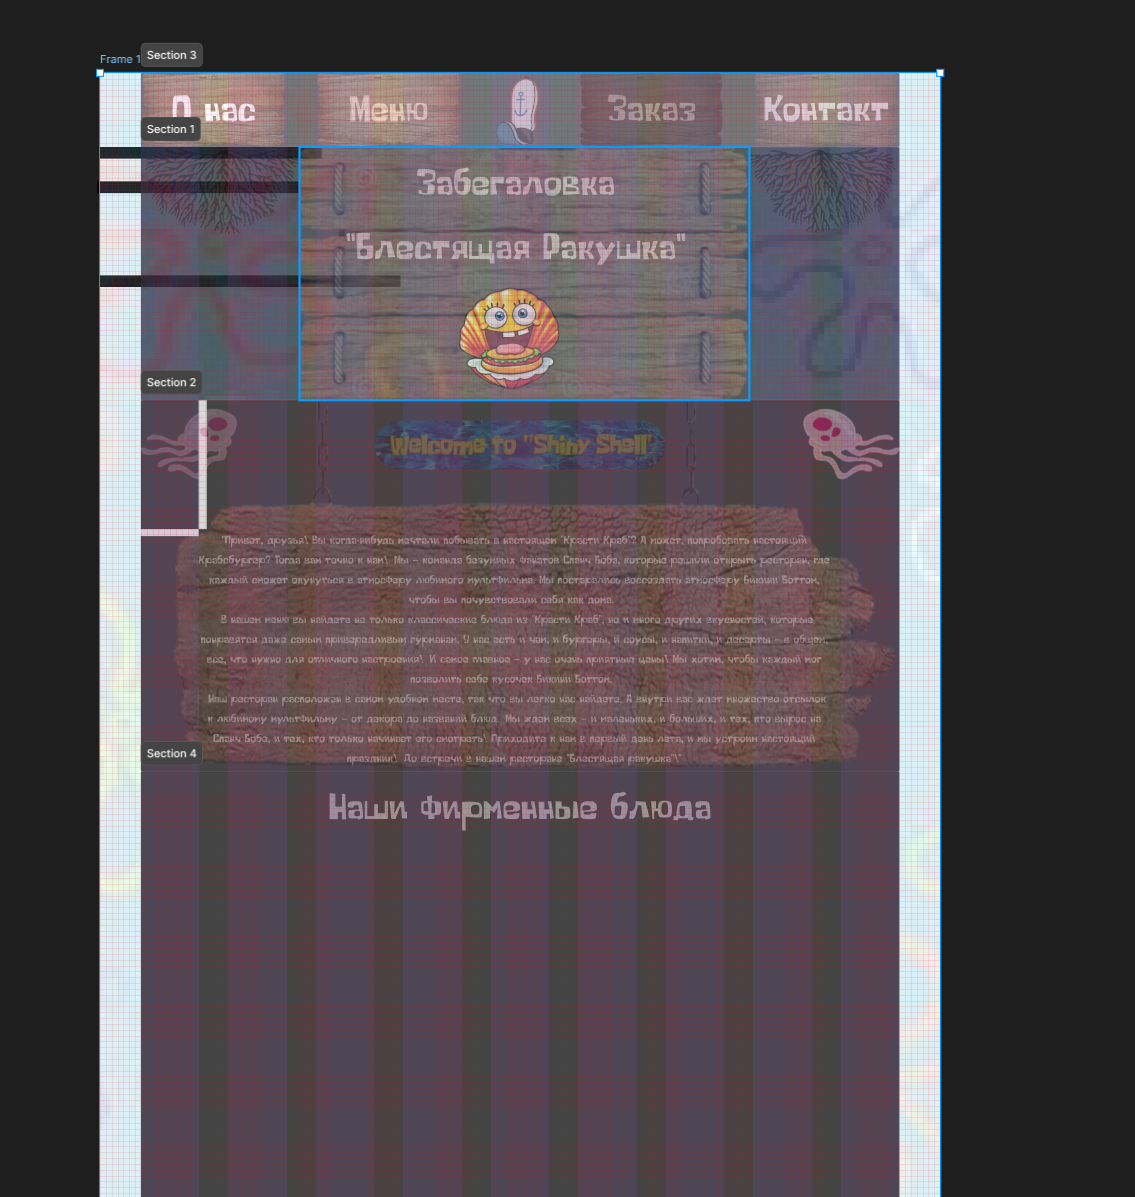 Frame 1
Section 3
О нас
Меню
Заказ
Контакт
Section 1
Забегаловка
"Блестящая Ракушка"
Section 2
Welcome to "Shiny Shell"
"Привет, друзья! Вы когда-нибудь мечтали побывать в настоящем "Красти Краб"? А может, попробовать настоящий
Крабсбургер? Тогда вам точно к нам! Мы – команда безумных фанатов Спанч Боба, которые решили открыть ресторан, где
каждый сможет окунуться в атмосферу любимого мультфильма. Мы постарались воссоздать атмосферу Бикини Боттом,
чтобы вы почувствовали себя как дома.
В нашем меню вы найдете не только классические блюда из "Красти Краб", но и много других вкусностей, которые
понравятся даже самым привередливым гурманам. У нас есть и чаи, и бургеры, и соусы, и напитки, и десерты – в общем,
все, что нужно для отличного настроения! И самое главное – у нас очень приятные цены! Мы хотим, чтобы каждый мог
позволить себе кусочек Бикини Боттом.
Наш ресторан расположен в самом удобном месте, так что вы легко нас найдете. А внутри вас ждет множество отсылок
к любимому мультфильму – от декора до названий блюд. Мы ждем всех – и маленьких, и больших, и тех, кто вырос на
Спанч Бобе, и тех, кто только начинает его смотреть! Приходите к нам в первый день лета, и мы устроим настоящий
праздник! До встречи в нашем ресторане "Блестящая ракушка"!"
Section 4
Наши фирменные блюда